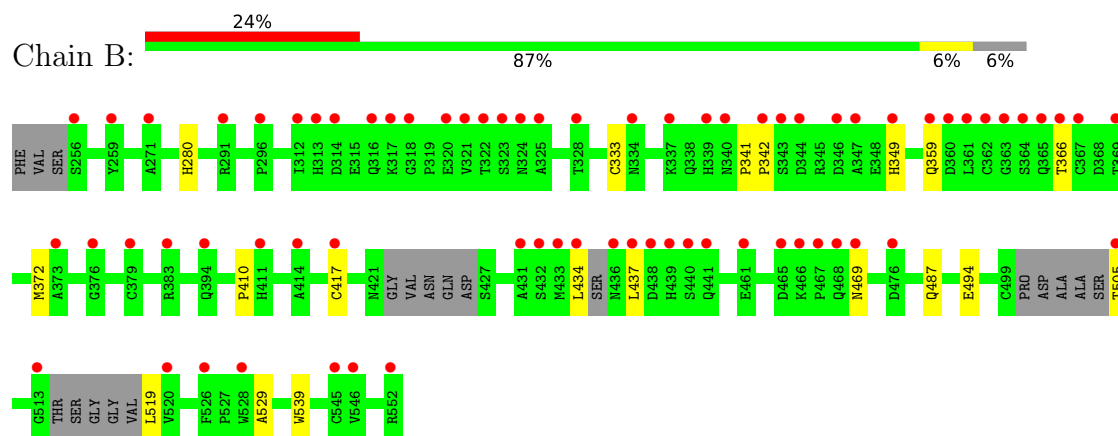 24%
Chain B:
87% 6% 6%
PHE VAL SER S256 Y259 A271 H280 R291 P296 I312 H313 D314 E315 Q316 K317 G318 P319 E320 V321 T322 S323 N324 A325 T328 C333 N334 K337 Q338 H339 N340 P341 P342 S343 D344 R345 D346 A347 E348 H349 Q359 D360 L361 C362 G363 S364 Q365 T366 C367 D368 T369
M372 A373 G376 C379 R383 Q394 P410 H411 A414 C417 N421 GLY VAL ASN GLN ASP S427 A431 S432 M433 L434 SER N436 L437 D438 H439 S440 Q441 E461 D465 K466 P467 Q468 N469 D476 Q487 E494 C499 PRO ASP ALA ALA SER T505
G513 THR SER GLY GLY VAL L519 V520 F526 P527 W528 A529 W539 C545 V546 R552